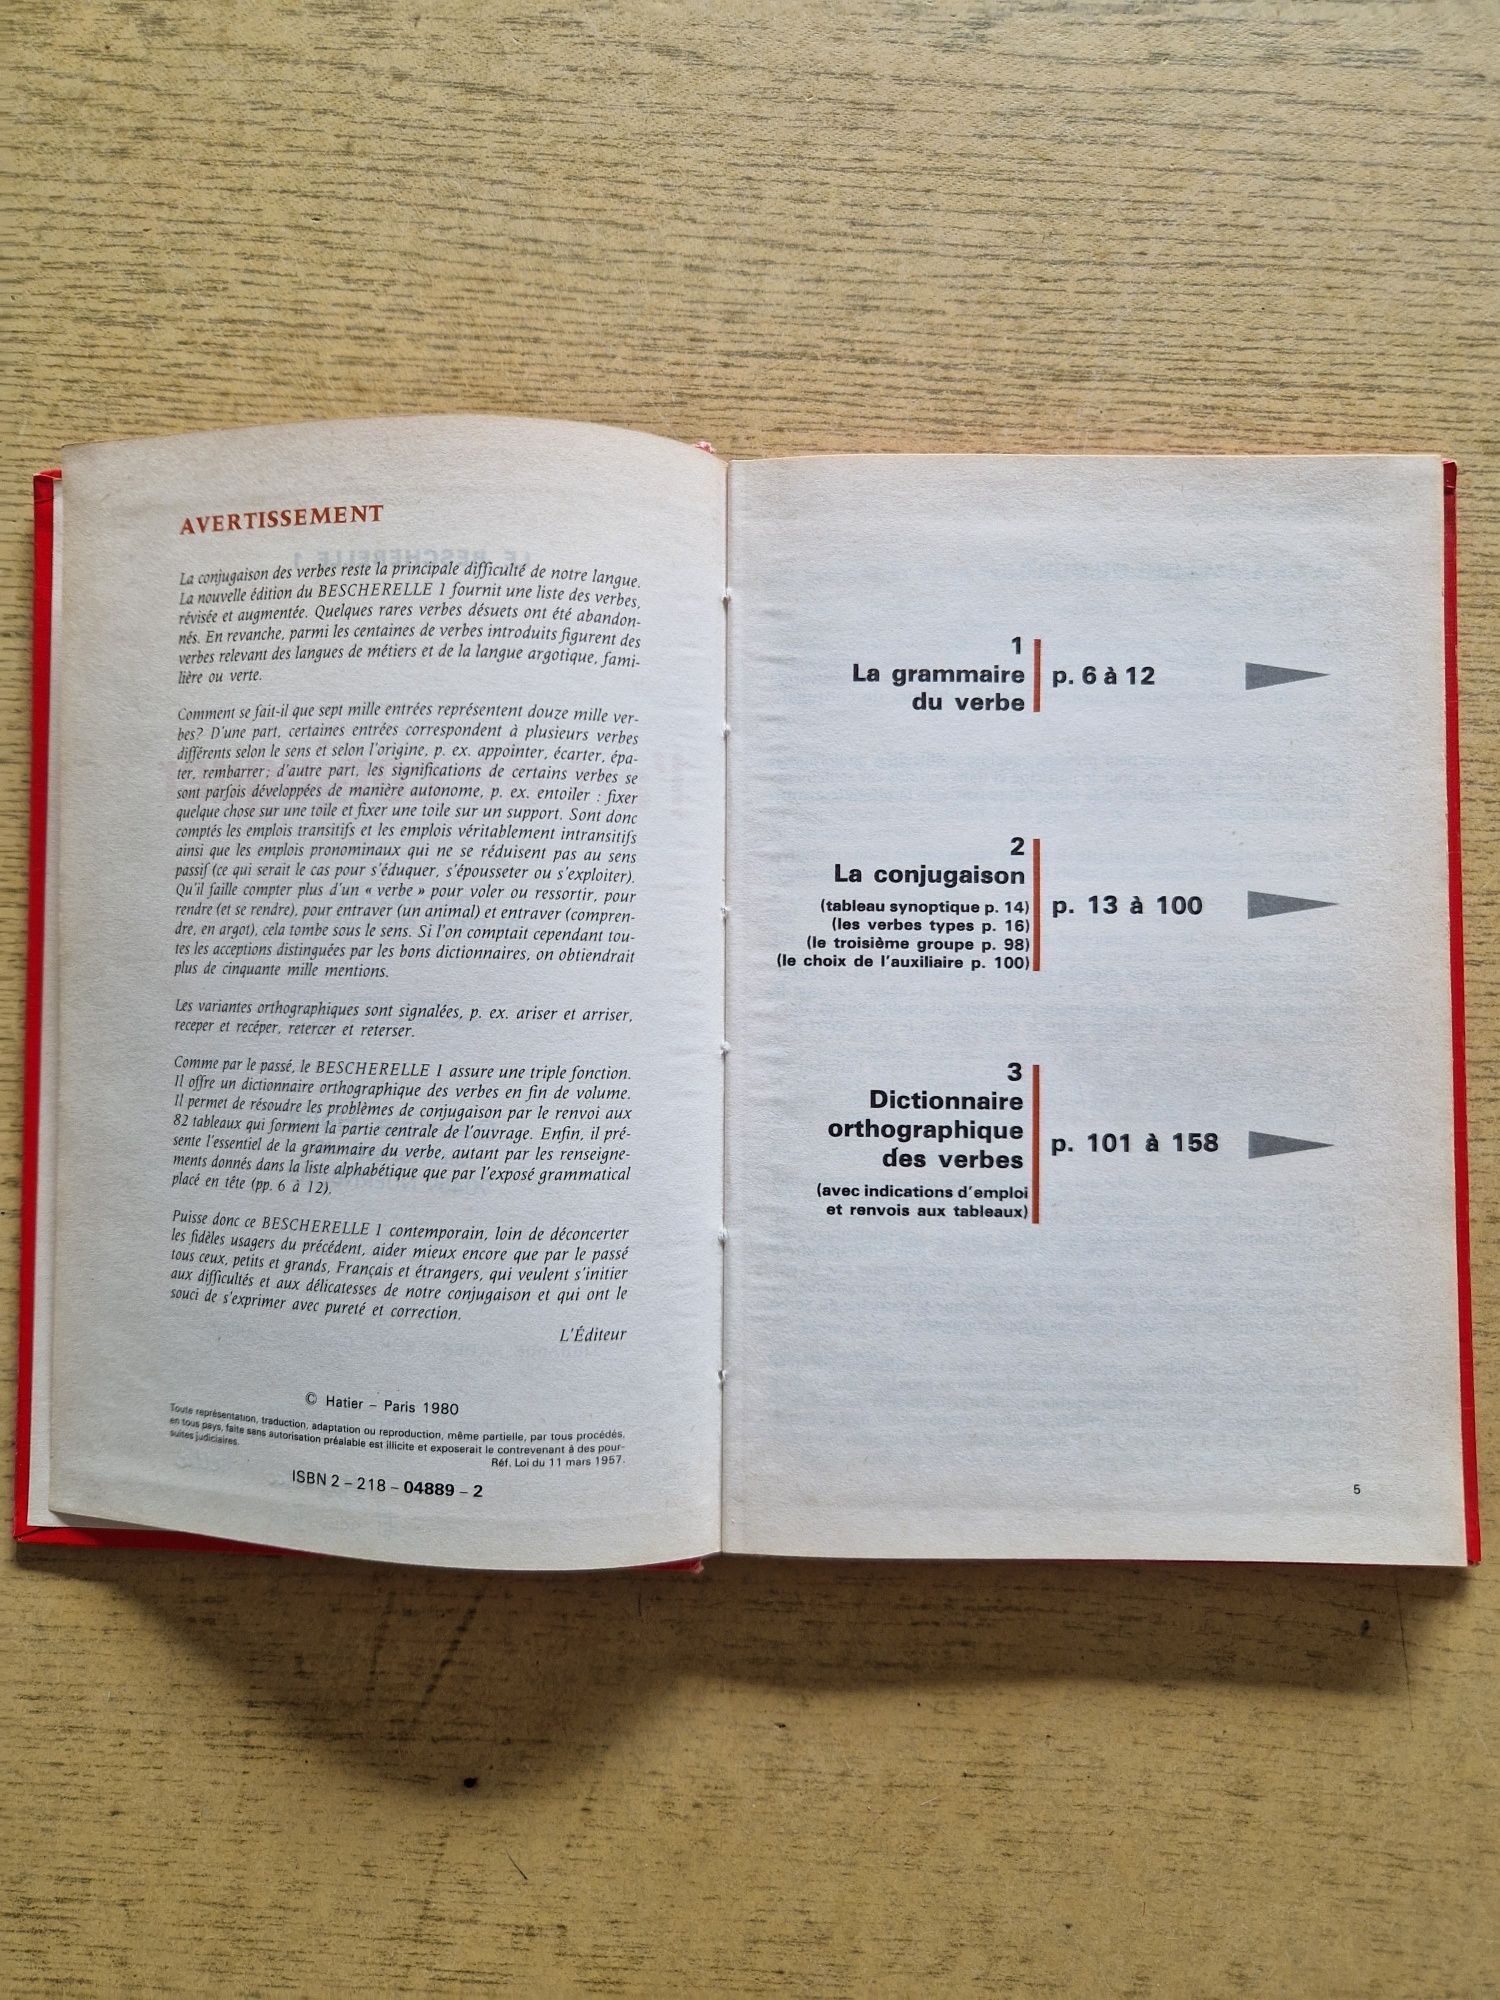 AVERTISSEMENT
La conjugaison des verbes reste la principale difficulté de notre langue.
La nouvelle édition du BESCHERELLE 1 fournit une liste des verbes,
révisée et augmentée. Quelques rares verbes désuets ont été abandon-
nés. En revanche, parmi les centaines de verbes introduits figurent des
verbes relevant des langues de métiers et de la langue argotique, fami-
lière ou verte.
Comment se fait-il que sept mille entrées représentent douze mille ver-
bes? D'une part, certaines entrées correspondent à plusieurs verbes
différents selon le sens et selon l'origine, p. ex. appointer, écarter, épa-
ter, rembarrer; d'autre part, les significations de certains verbes se
sont parfois développées de manière autonome, p. ex. entoiler : fixer
quelque chose sur une toile et fixer une toile sur un support. Sont donc
comptés les emplois transitifs et les emplois véritablement intransitifs
ainsi que les emplois pronominaux qui ne se réduisent pas au sens
passif (ce qui serait le cas pour s'éduquer, s'épousseter ou s'exploiter).
Qu'il faille compter plus d'un « verbe » pour voler ou ressortir, pour
rendre (et se rendre), pour entraver (un animal) et entraver (compren-
dre, en argot), cela tombe sous le sens. Si l'on comptait cependant tou-
tes les acceptions distinguées par les bons dictionnaires, on obtiendrait
plus de cinquante mille mentions.
Les variantes orthographiques sont signalées, p. ex. ariser et arriser,
receper et recéper, retercer et reterser.
Comme par le passé, le BESCHERELLE 1 assure une triple fonction.
Il offre un dictionnaire orthographique des verbes en fin de volume.
Il permet de résoudre les problèmes de conjugaison par le renvoi aux
82 tableaux qui forment la partie centrale de l'ouvrage. Enfin, il pré-
sente l'essentiel de la grammaire du verbe, autant par les renseigne-
ments donnés dans la liste alphabétique que par l'exposé grammatical
placé en tête (pp. 6 à 12).
Puisse donc ce BESCHERELLE 1 contemporain, loin de déconcerter
les fidèles usagers du précédent, aider mieux encore que par le passé
tous ceux, petits et grands, Français et étrangers, qui veulent s'initier
aux difficultés et aux délicatesses de notre conjugaison et qui ont le
souci de s'exprimer avec pureté et correction.
L'Éditeur
© Hatier – Paris 1980
Toute représentation, traduction, adaptation ou reproduction, même partielle, par tous procédés,
en tous pays, faite sans autorisation préalable est illicite et exposerait le contrevenant à des pour-
suites judiciaires.
Réf. Loi du 11 mars 1957.
ISBN 2 – 218 – 04889 – 2
1
La grammaire
du verbe
p. 6 à 12
2
La conjugaison
(tableau synoptique p. 14)
(les verbes types p. 16)
(le troisième groupe p. 98)
(le choix de l'auxiliaire p. 100)
p. 13 à 100
3
Dictionnaire
orthographique
des verbes
(avec indications d'emploi
et renvois aux tableaux)
p. 101 à 158
5